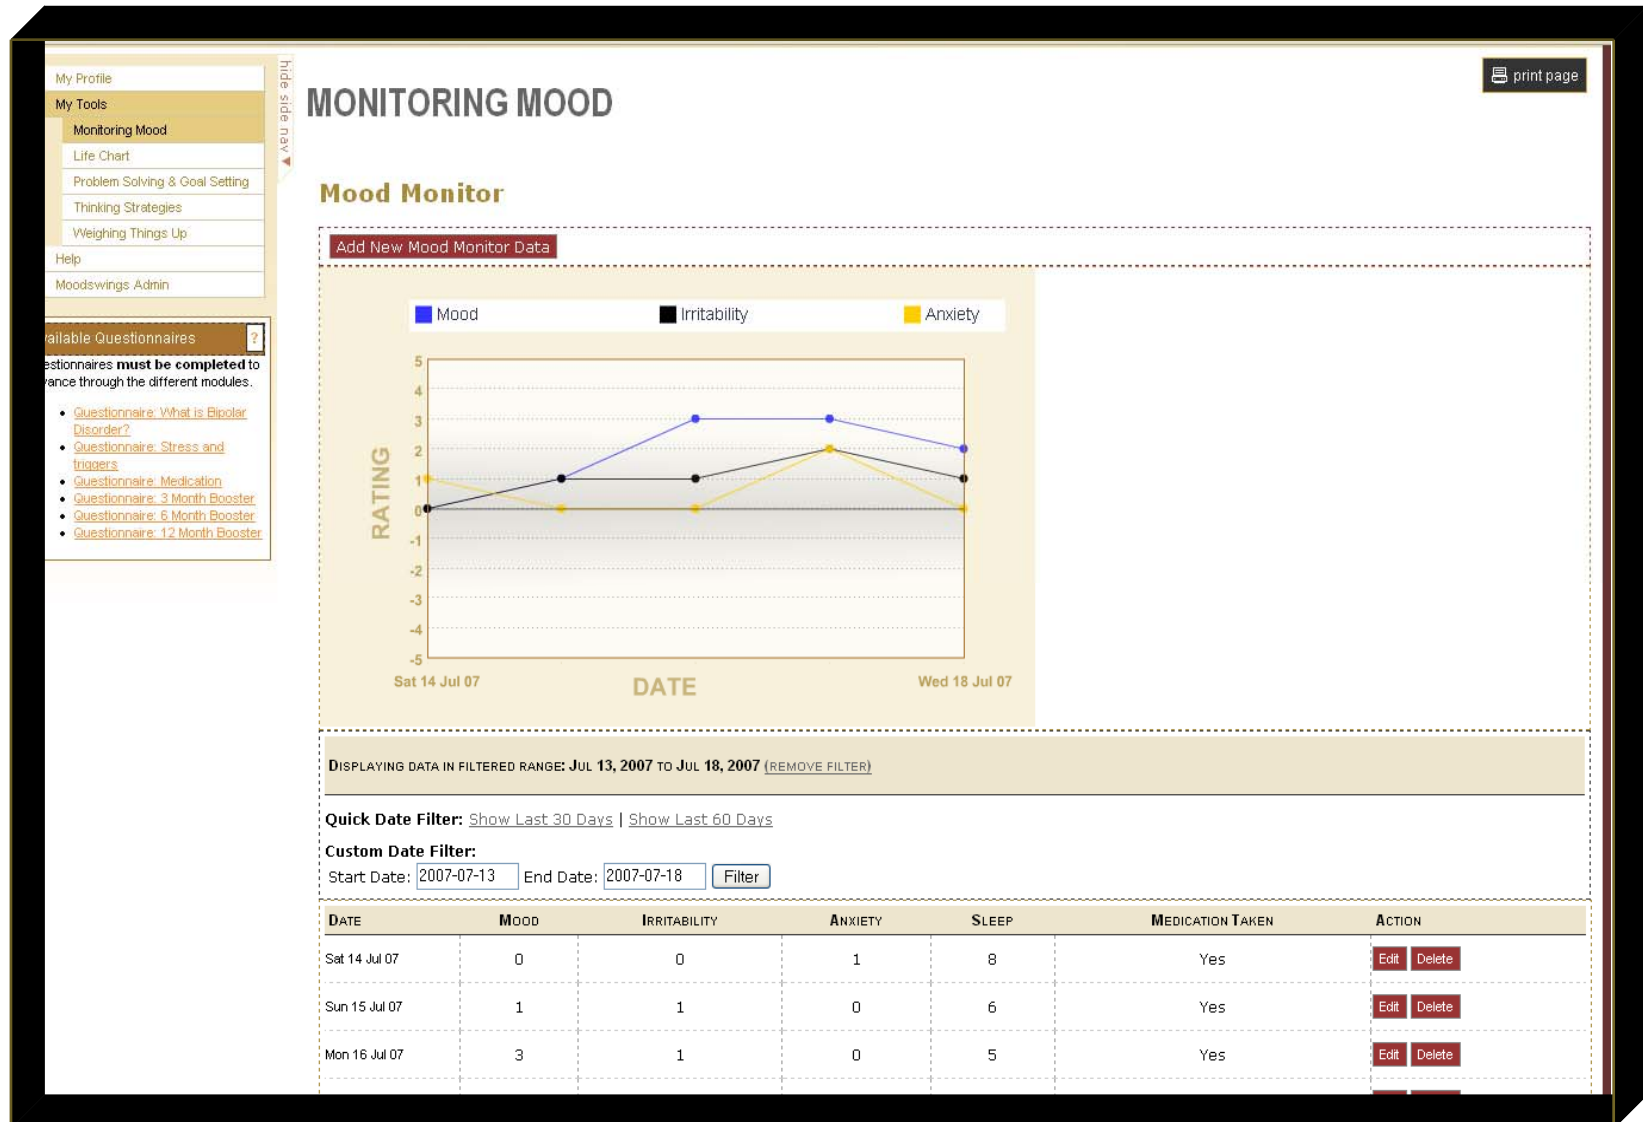 My Profile
My Tools
Monitoring Mood
Life Chart
Problem Solving & Goal Setting
Thinking Strategies
Weighing Things Up
Help
Moodswings Admin
hide side nav
ailable Questionnaires ?
estionnaires must be completed to
vance through the different modules.
Questionnaire: What is Bipolar
Disorder?
Questionnaire: Stress and
triggers
Questionnaire: Medication
Questionnaire: 3 Month Booster
Questionnaire: 6 Month Booster
Questionnaire: 12 Month Booster
print page
MONITORING MOOD
Mood Monitor
Add New Mood Monitor Data
Mood Irritability Anxiety
5
4
3
2
1
0
-1
-2
-3
-4
-5
RATING
Sat 14 Jul 07 DATE Wed 18 Jul 07
DISPLAYING DATA IN FILTERED RANGE: JUL 13, 2007 TO JUL 18, 2007 (REMOVE FILTER)
Quick Date Filter: Show Last 30 Days | Show Last 60 Days
Custom Date Filter:
Start Date: 2007-07-13 End Date: 2007-07-18 Filter
DATE MOOD IRRITABILITY ANXIETY SLEEP MEDICATION TAKEN ACTION
Sat 14 Jul 07 0 0 1 8 Yes Edit Delete
Sun 15 Jul 07 1 1 0 6 Yes Edit Delete
Mon 16 Jul 07 3 1 0 5 Yes Edit Delete